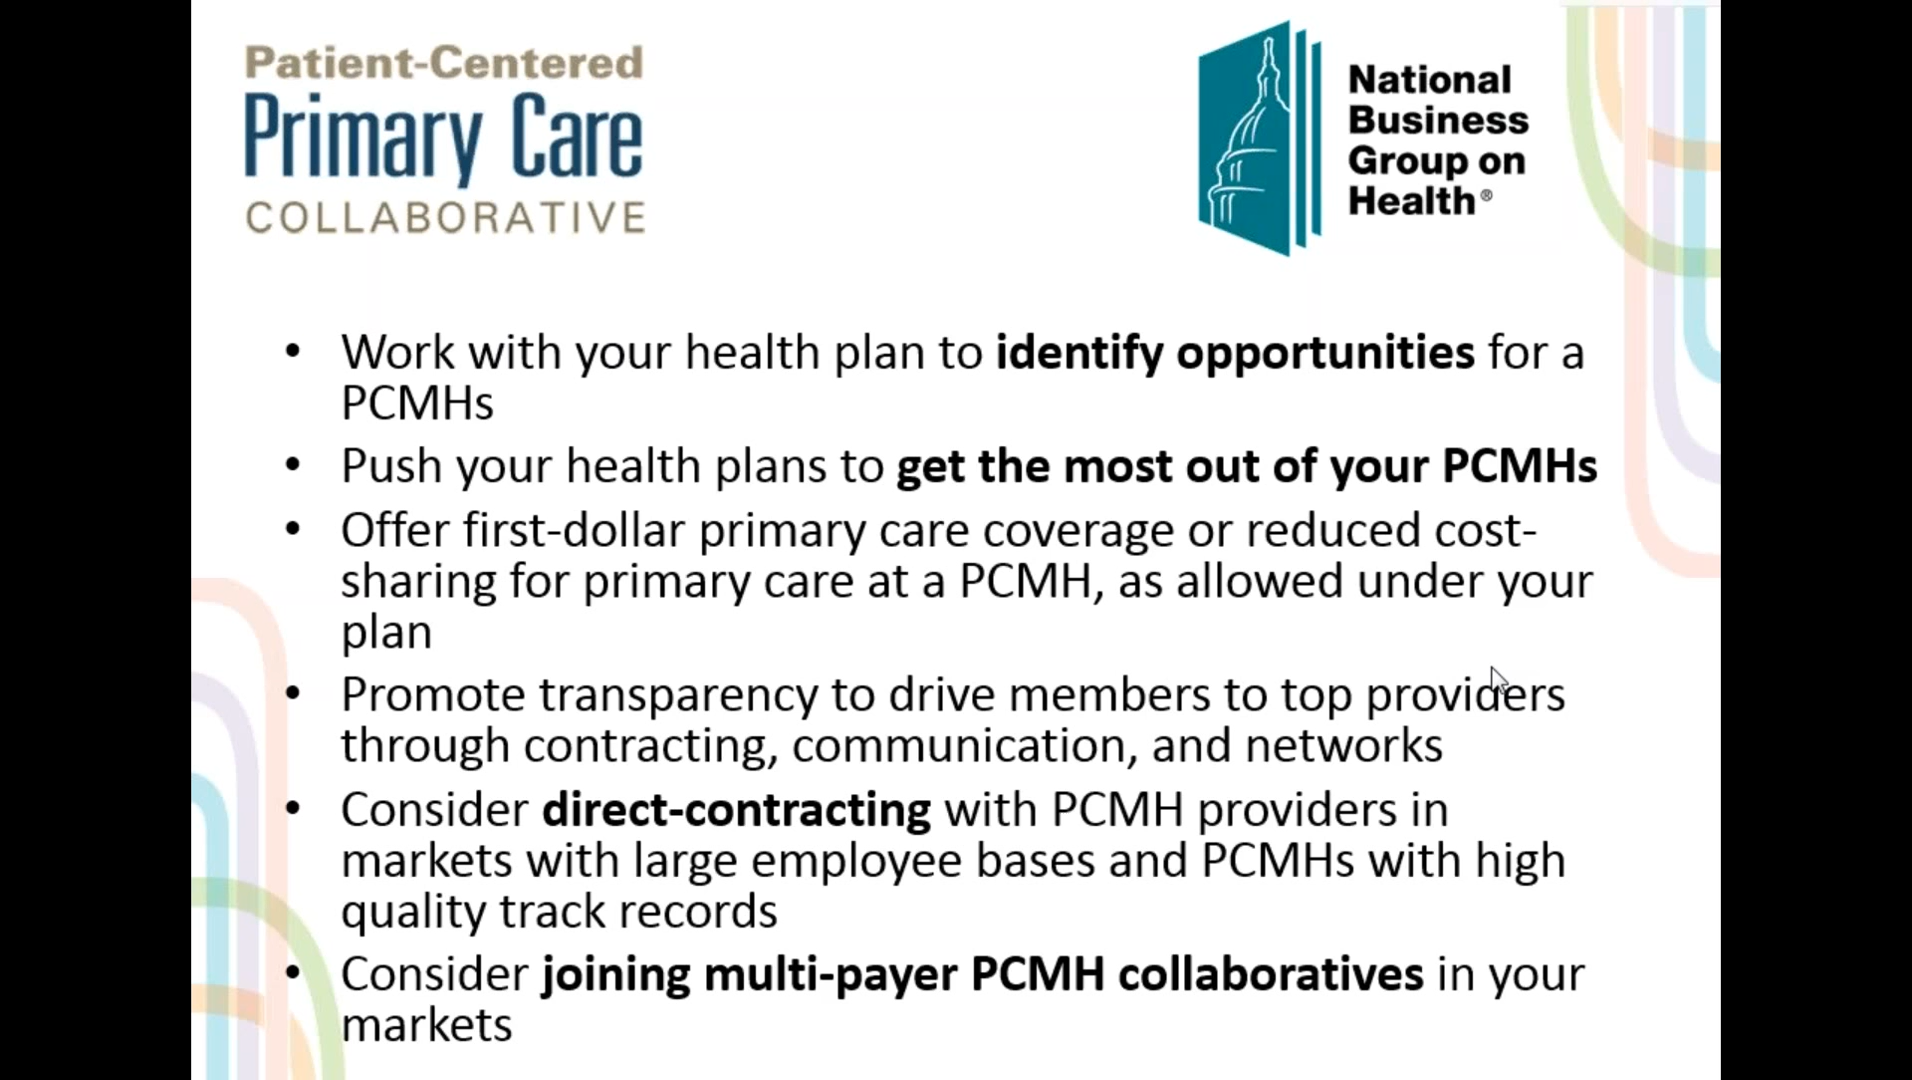 Patient-Centered
Primary Care
COLLABORATIVE
National
Business
Group on
Health®
• Work with your health plan to identify opportunities for a
PCMHs
• Push your health plans to get the most out of your PCMHs
• Offer first-dollar primary care coverage or reduced cost-
sharing for primary care at a PCMH, as allowed under your
plan
• Promote transparency to drive members to top providers
through contracting, communication, and networks
• Consider direct-contracting with PCMH providers in
markets with large employee bases and PCMHs with high
quality track records
• Consider joining multi-payer PCMH collaboratives in your
markets